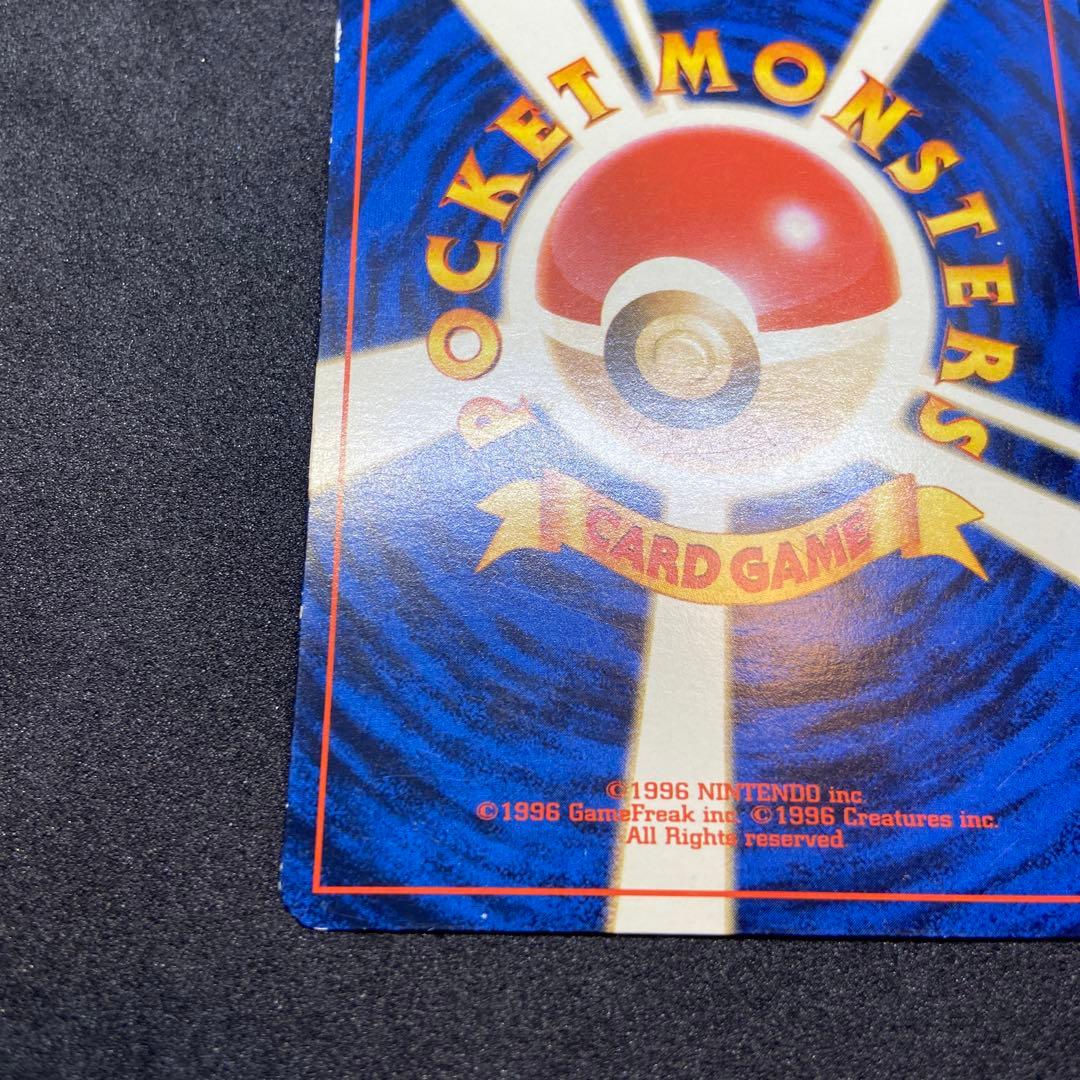 POCKET MONSTERS
CARD GAME
©1996 NINTENDO inc.
©1996 GameFreak inc. ©1996 Creatures inc.
All Rights reserved